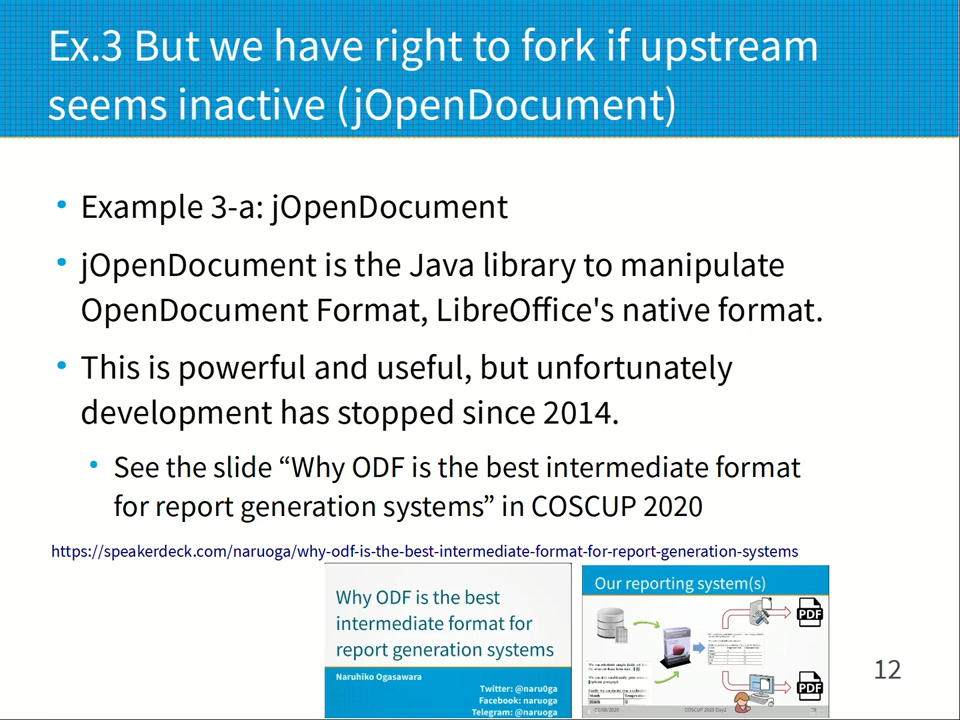 Ex.3 But we have right to fork if upstream
seems inactive (jOpenDocument)
• Example 3-a: jOpenDocument
• jOpenDocument is the Java library to manipulate
OpenDocument Format, LibreOffice's native format.
• This is powerful and useful, but unfortunately
development has stopped since 2014.
• See the slide “Why ODF is the best intermediate format
for report generation systems” in COSCUP 2020
https://speakerdeck.com/naruoga/why-odf-is-the-best-intermediate-format-for-report-generation-systems
Why ODF is the best
intermediate format for
report generation systems
Naruhiko Ogasawara
Twitter: @naru0ga
Facebook: naruoga
Telegram: @naruoga
Our reporting system(s)
PDF
PDF
COSCUP 2020 Day2
12